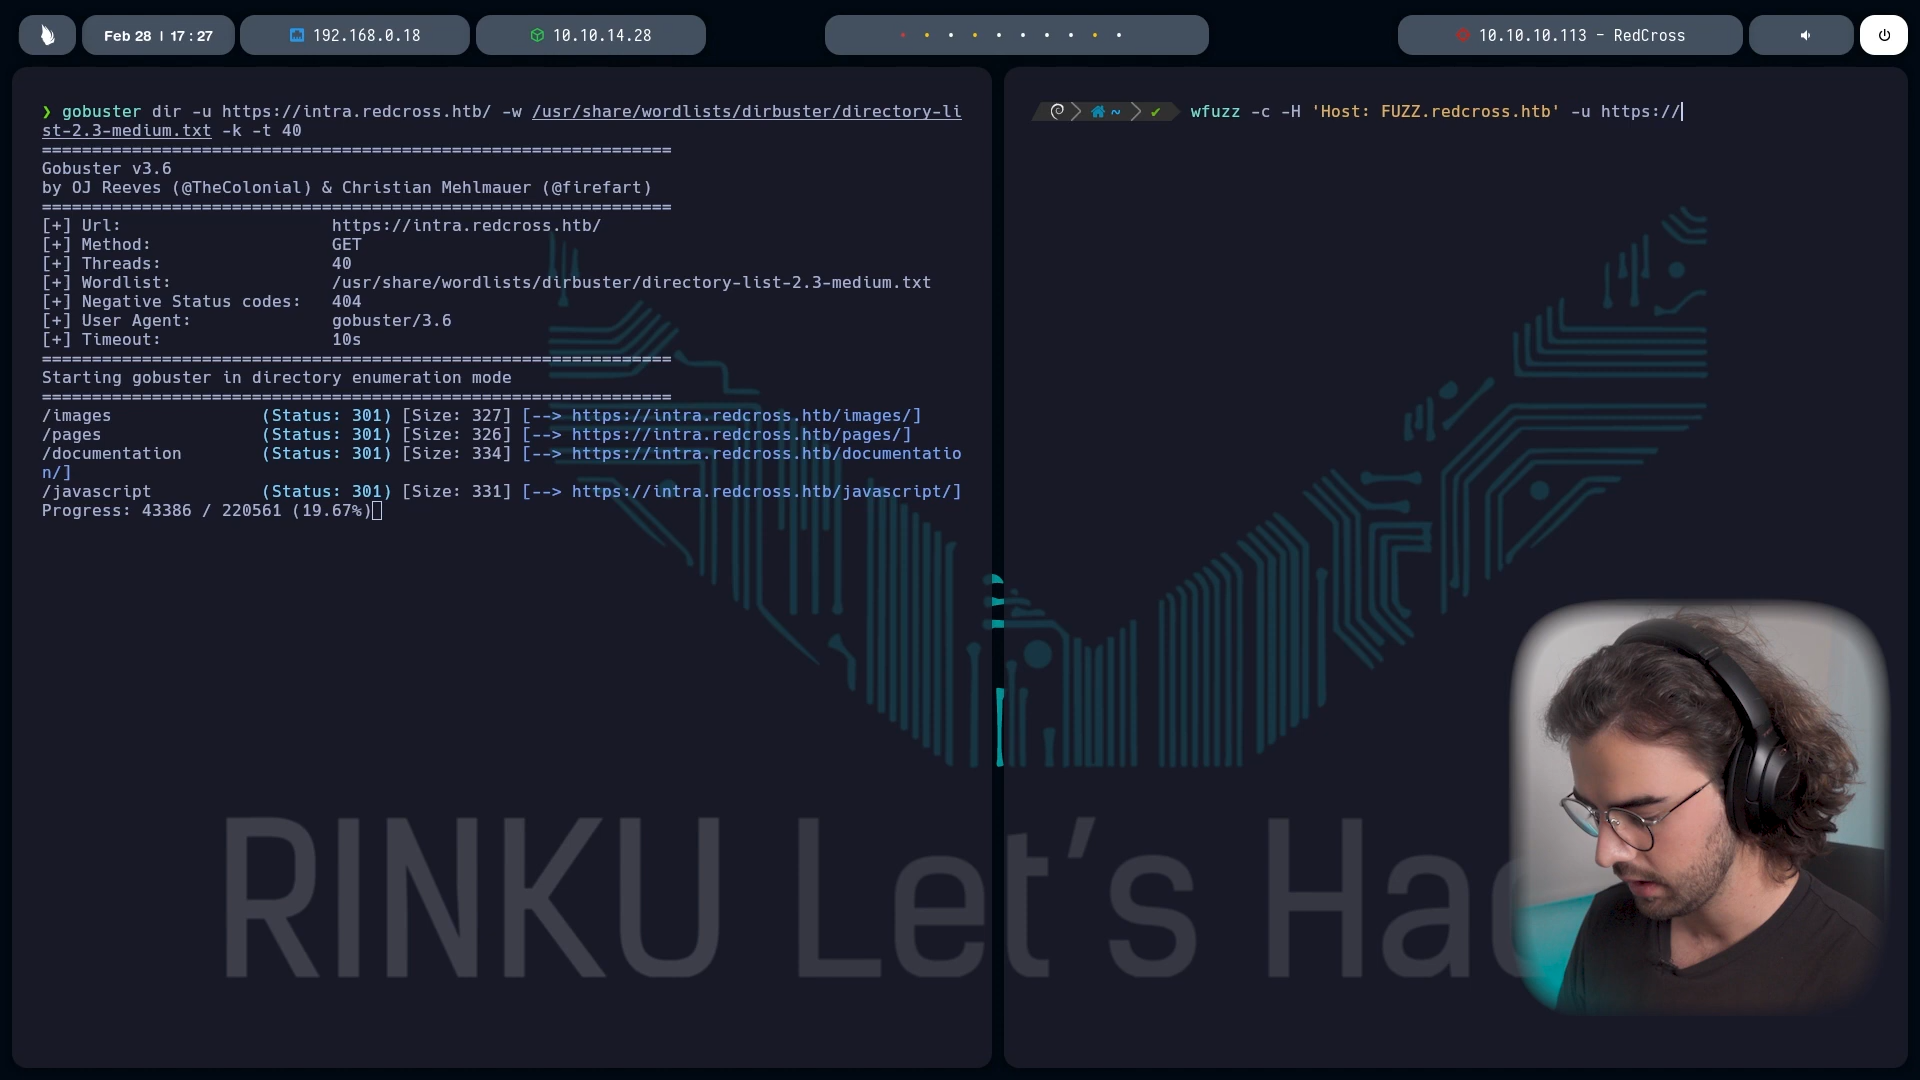 Feb 28 | 17 : 27
192.168.0.18
10.10.14.28
10.10.10.113 - RedCross
❯ gobuster dir -u https://intra.redcross.htb/ -w /usr/share/wordlists/dirbuster/directory-li
st-2.3-medium.txt -k -t 40
===============================================================
Gobuster v3.6
by OJ Reeves (@TheColonial) & Christian Mehlmauer (@firefart)
===============================================================
[+] Url:                     https://intra.redcross.htb/
[+] Method:                  GET
[+] Threads:                 40
[+] Wordlist:                /usr/share/wordlists/dirbuster/directory-list-2.3-medium.txt
[+] Negative Status codes:   404
[+] User Agent:              gobuster/3.6
[+] Timeout:                 10s
===============================================================
Starting gobuster in directory enumeration mode
===============================================================
/images               (Status: 301) [Size: 327] [--> https://intra.redcross.htb/images/]
/pages                (Status: 301) [Size: 326] [--> https://intra.redcross.htb/pages/]
/documentation        (Status: 301) [Size: 334] [--> https://intra.redcross.htb/documentatio
n/]
/javascript           (Status: 301) [Size: 331] [--> https://intra.redcross.htb/javascript/]
Progress: 43386 / 220561 (19.67%)
~ ✔ wfuzz -c -H 'Host: FUZZ.redcross.htb' -u https://
RINKU Let's Hac